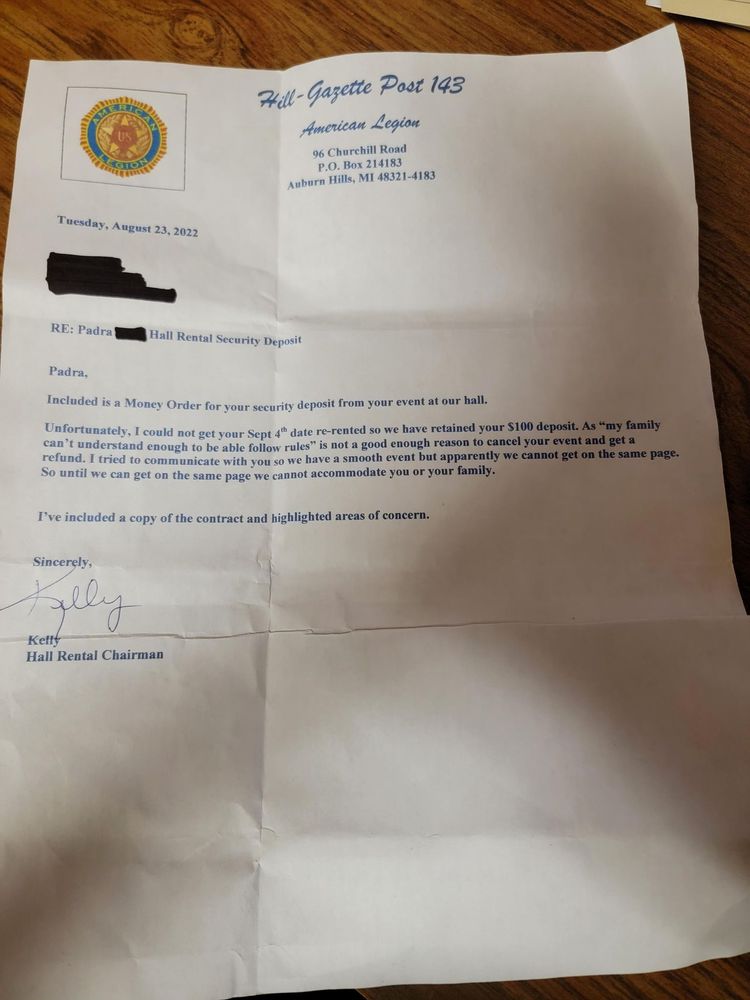 Hill-Gazette Post 143
AMERICAN
US
LEGION
American Legion
96 Churchill Road
P.O. Box 214183
Auburn Hills, MI 48321-4183
Tuesday, August 23, 2022
RE: Padra Hall Rental Security Deposit
Padra,
Included is a Money Order for your security deposit from your event at our hall.
Unfortunately, I could not get your Sept 4th date re-rented so we have retained your $100 deposit. As “my family
can’t understand enough to be able follow rules” is not a good enough reason to cancel your event and get a
refund. I tried to communicate with you so we have a smooth event but apparently we cannot get on the same page.
So until we can get on the same page we cannot accommodate you or your family.
I’ve included a copy of the contract and highlighted areas of concern.
Sincerely,
Kelly
Kelly
Hall Rental Chairman